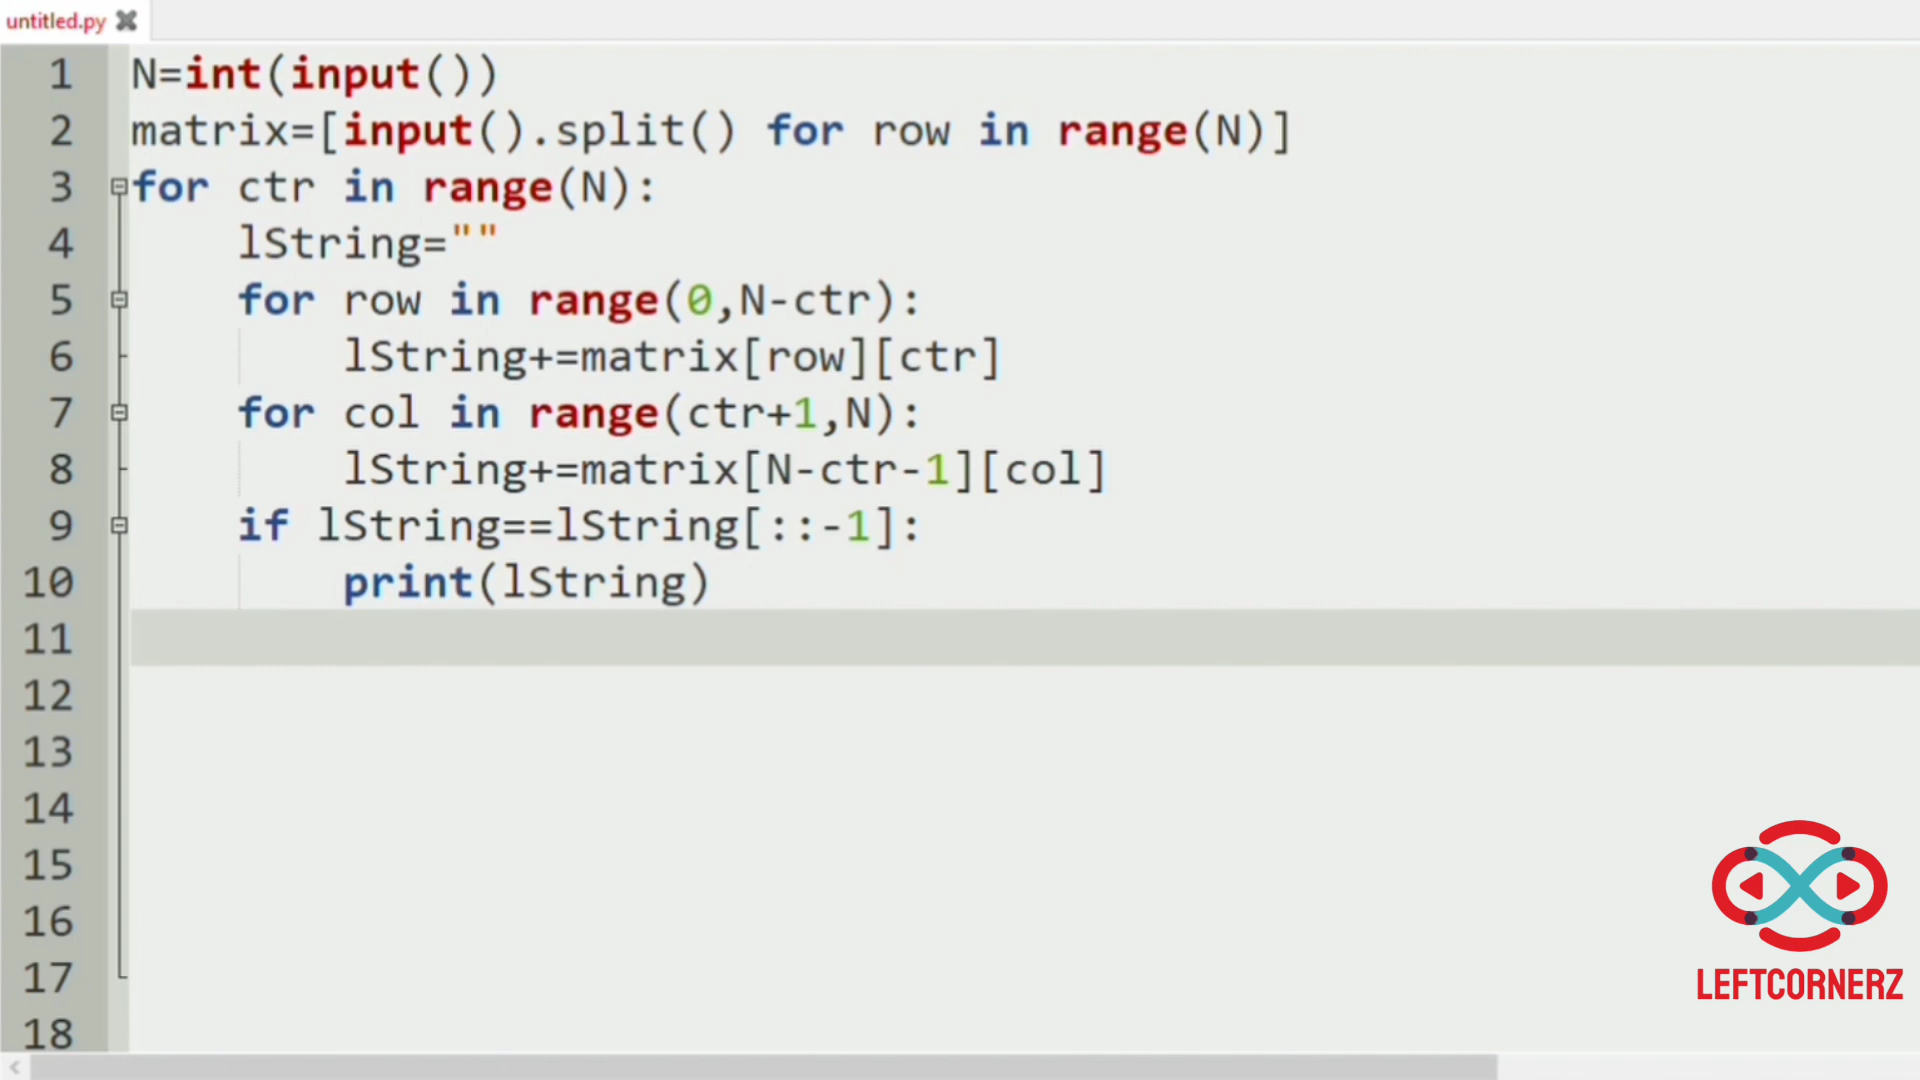 untitled.py
1 N=int(input())
2 matrix=[input().split() for row in range(N)]
3 for ctr in range(N):
4     lString=""
5     for row in range(0,N-ctr):
6         lString+=matrix[row][ctr]
7     for col in range(ctr+1,N):
8         lString+=matrix[N-ctr-1][col]
9     if lString==lString[::-1]:
10         print(lString)
11
12
13
14
15
16
17
18
LEFTCORNERZ